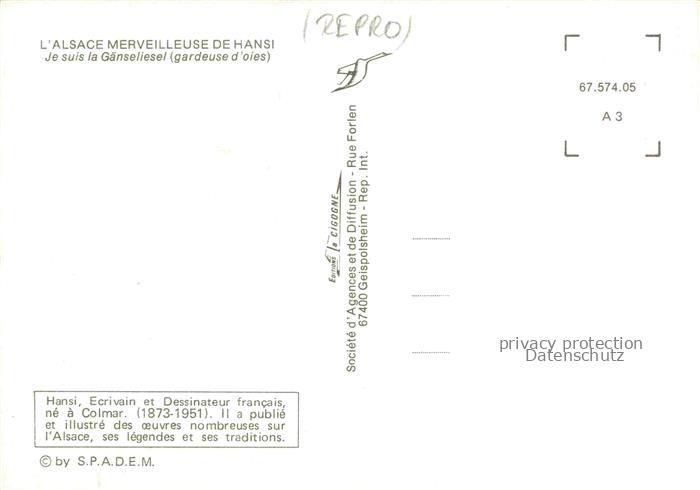 (REPRO)
L'ALSACE MERVEILLEUSE DE HANSI
Je suis la Gänseliesel (gardeuse d'oies)
67.574.05
A 3
EDITIONS la CIGOGNE
Société d'Agences et de Diffusion - Rue Forlen
67400 Geispolsheim - Rep. Int.
privacy protection
Datenschutz
Hansi, Ecrivain et Dessinateur français,
né à Colmar. (1873-1951). Il a publié
et illustré des œuvres nombreuses sur
l'Alsace, ses légendes et ses traditions.
© by S.P.A.D.E.M.